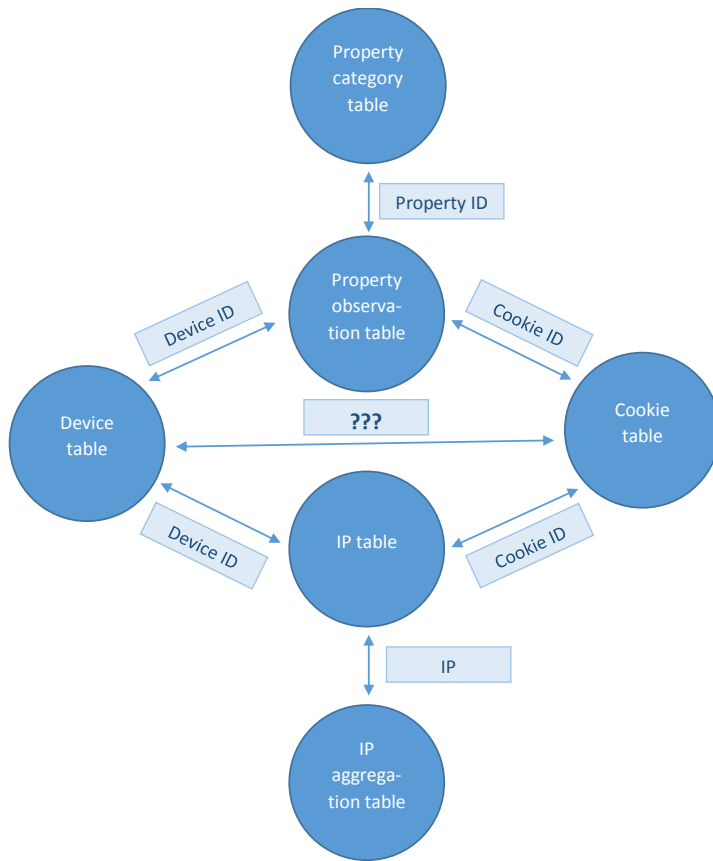 Property
category
table
Property ID
Property
observa-
tion table
Device ID
Cookie ID
Device
table
???
Cookie
table
IP table
Device ID
Cookie ID
IP
IP
aggrega-
tion table